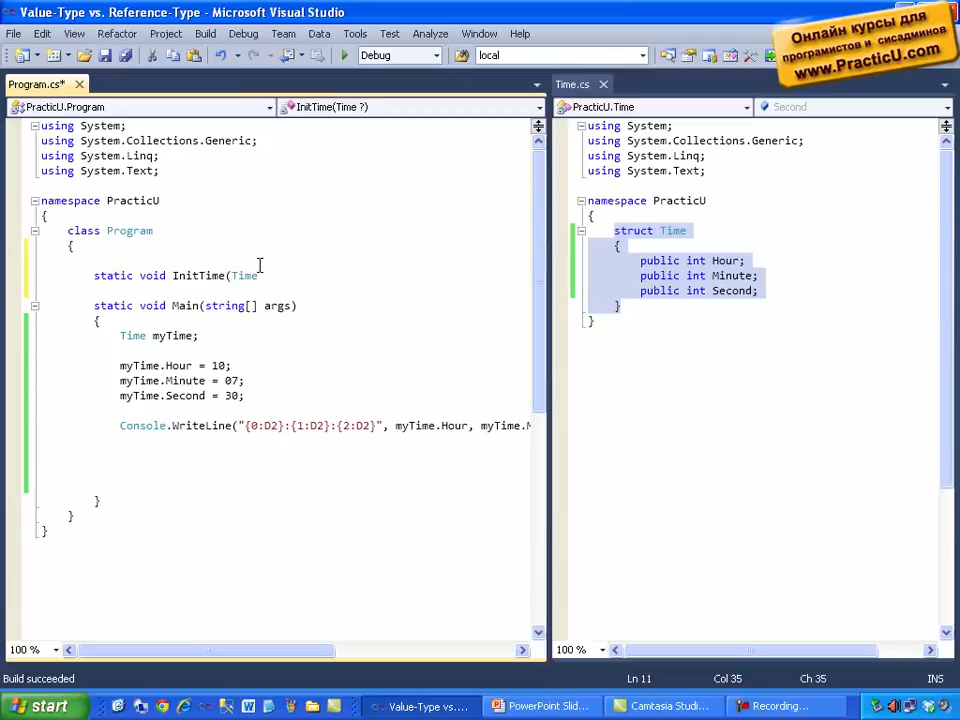 Value-Type vs. Reference-Type - Microsoft Visual Studio
File Edit View Refactor Project Build Debug Team Data Tools Test Analyze Window Help
Онлайн курсы для
програмистов и сисадминов
www.PracticU.com
Debug local
Program.cs* Time.cs
PracticU.Program InitTime(Time ?) PracticU.Time Second
using System;
using System.Collections.Generic;
using System.Linq;
using System.Text;
namespace PracticU
{
class Program
{
static void InitTime(Time
static void Main(string[] args)
{
Time myTime;
myTime.Hour = 10;
myTime.Minute = 07;
myTime.Second = 30;
Console.WriteLine("{0:D2}:{1:D2}:{2:D2}", myTime.Hour, myTime.M
}
}
}
using System;
using System.Collections.Generic;
using System.Linq;
using System.Text;
namespace PracticU
{
struct Time
{
public int Hour;
public int Minute;
public int Second;
}
}
100 % 100 %
Build succeeded Ln 11 Col 35 Ch 35 INS
start Value-Type vs.... PowerPoint Slid... Camtasia Studi... Recording...